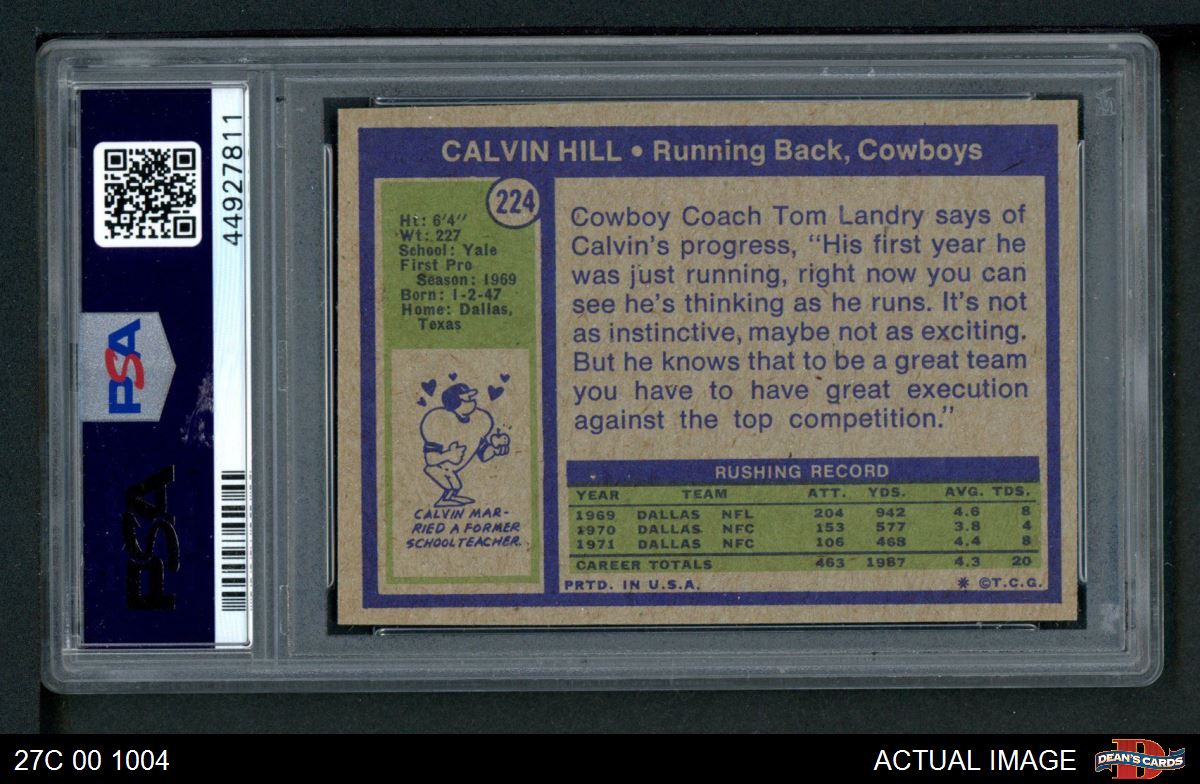 PSA
44927811
PSA
CALVIN HILL • Running Back, Cowboys
224
Ht: 6'4"
Wt: 227
School: Yale
First Pro
Season: 1969
Born: 1-2-47
Home: Dallas,
Texas
CALVIN MAR-
RIED A FORMER
SCHOOLTEACHER.
Cowboy Coach Tom Landry says of
Calvin's progress, "His first year he
was just running, right now you can
see he's thinking as he runs. It's not
as instinctive, maybe not as exciting.
But he knows that to be a great team
you have to have great execution
against the top competition."
RUSHING RECORD
YEAR TEAM ATT. YDS. AVG. TDS.
1969 DALLAS NFL 204 942 4.6 8
1970 DALLAS NFC 153 577 3.8 4
1971 DALLAS NFC 106 468 4.4 8
CAREER TOTALS 463 1987 4.3 20
PRTD. IN U.S.A. * ©T.C.G.
27C 00 1004
ACTUAL IMAGE
D
DEAN'S CARDS